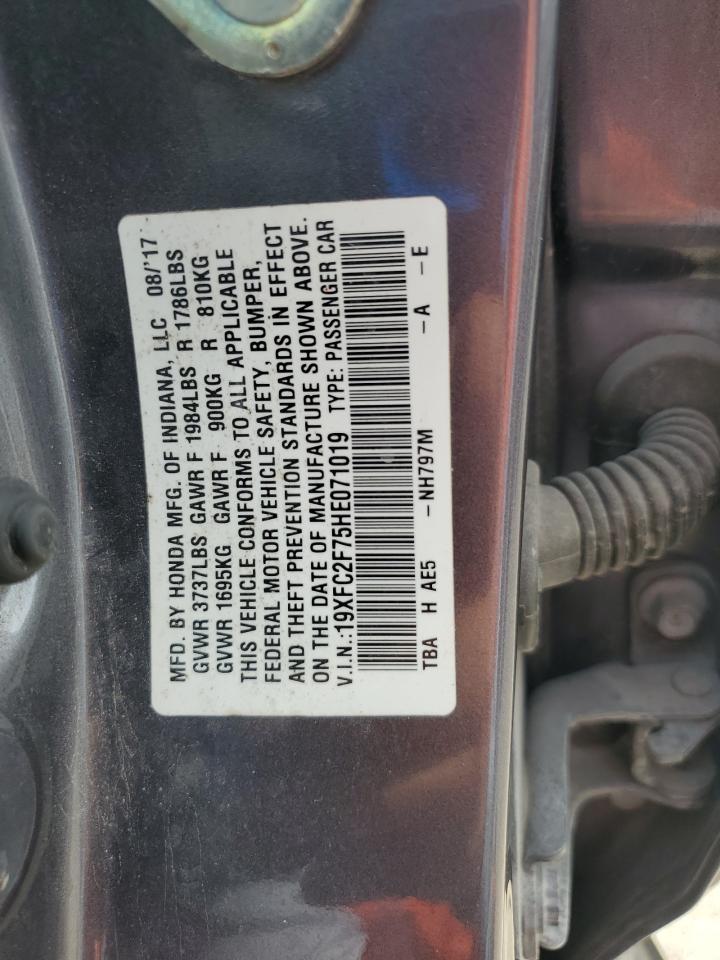 MFD. BY HONDA MFG. OF INDIANA, LLC 08/'17
GVWR 3737LBS GAWR F 1984LBS R 1786LBS
GVWR 1695KG GAWR F 900KG R 810KG
THIS VEHICLE CONFORMS TO ALL APPLICABLE
FEDERAL MOTOR VEHICLE SAFETY, BUMPER,
AND THEFT PREVENTION STANDARDS IN EFFECT
ON THE DATE OF MANUFACTURE SHOWN ABOVE.
V.I.N.:19XFC2F75HE071019 TYPE: PASSENGER CAR
TBA H AE5 -NH797M -A -E